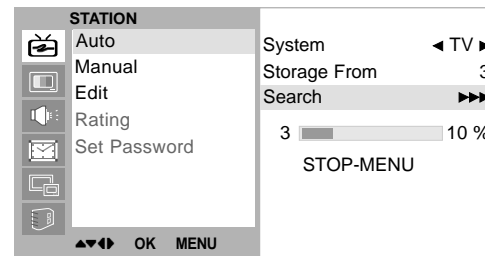 STATION
Auto
Manual
Edit
Rating
Set Password
System ◄ TV ►
Storage From 3
Search ►►►
3 10 %
STOP-MENU
▲▼◄► OK MENU